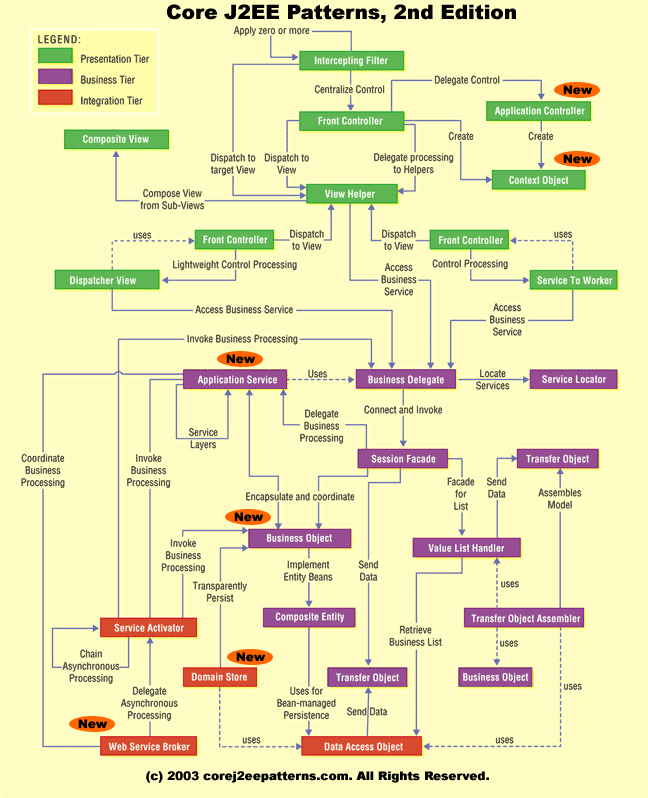 Core J2EE Patterns, 2nd Edition
LEGEND:
Presentation Tier
Business Tier
Integration Tier
Apply zero or more
Intercepting Filter
Centralize Control
Delegate Control
New
Front Controller
Application Controller
Create
Create
New
Composite View
Dispatch to
target View
Dispatch to
View
Delegate processing
to Helpers
Context Object
Compose View
from Sub-Views
View Helper
uses
Front Controller
Dispatch
to View
Dispatch
to View
Front Controller
uses
Lightweight Control Processing
Control Processing
Dispatcher View
Access
Business
Service
Service To Worker
Access Business Service
Access
Business
Service
Invoke Business Processing
New
Application Service
Uses
Business Delegate
Locate
Services
Service Locator
Connect and Invoke
Service
Layers
Delegate
Business
Processing
Coordinate
Business
Processing
Invoke
Business
Processing
Session Facade
Transfer Object
Facade
for
List
Send
Data
Assembles
Model
Encapsulate and coordinate
New
Business Object
Invoke
Business
Processing
Value List Handler
Implement
Entity Beans
Send
Data
Transparently
Persist
uses
Composite Entity
Transfer Object Assembler
Service Activator
Retrieve
Business List
uses
Chain
Asynchronous
Processing
New
Domain Store
Transfer Object
Business Object
Delegate
Asynchronous
Processing
Uses for
Bean-managed
Persistence
uses
Send Data
New
Web Service Broker
uses
Data Access Object
uses
(c) 2003 corej2eepatterns.com. All Rights Reserved.